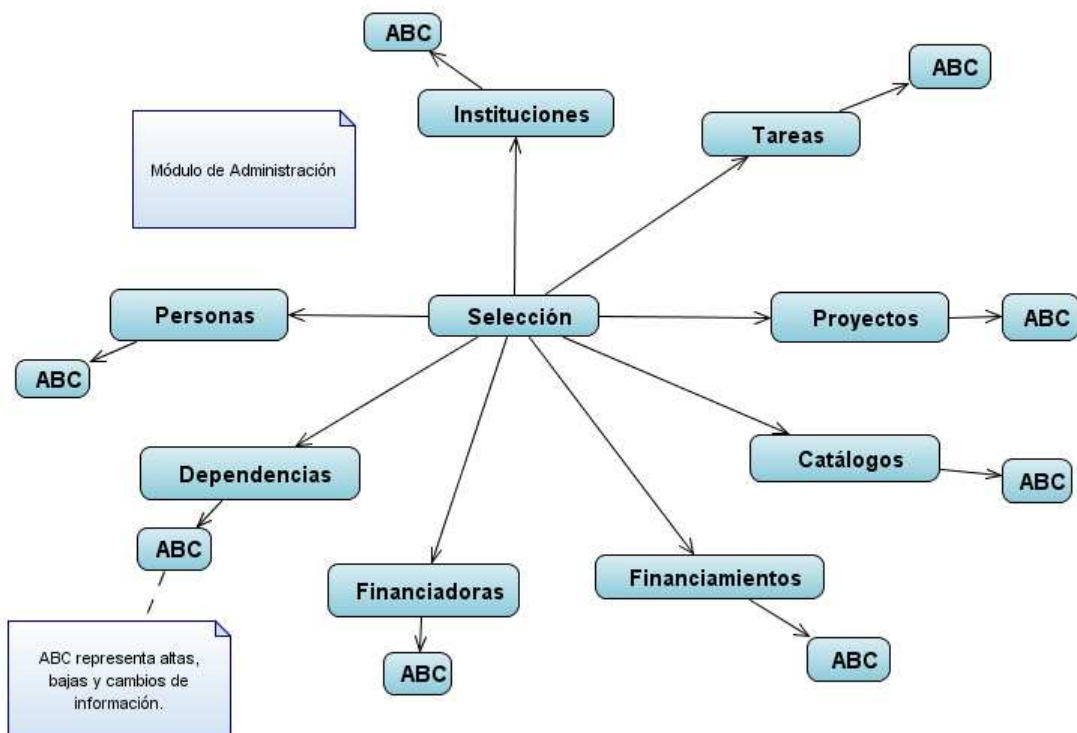 ABC
Instituciones
ABC
Tareas
Módulo de Administración
Personas
ABC
Selección
Proyectos
ABC
Dependencias
ABC
Catálogos
ABC
Financiadoras
ABC
Financiamientos
ABC
ABC representa altas,
bajas y cambios de
información.